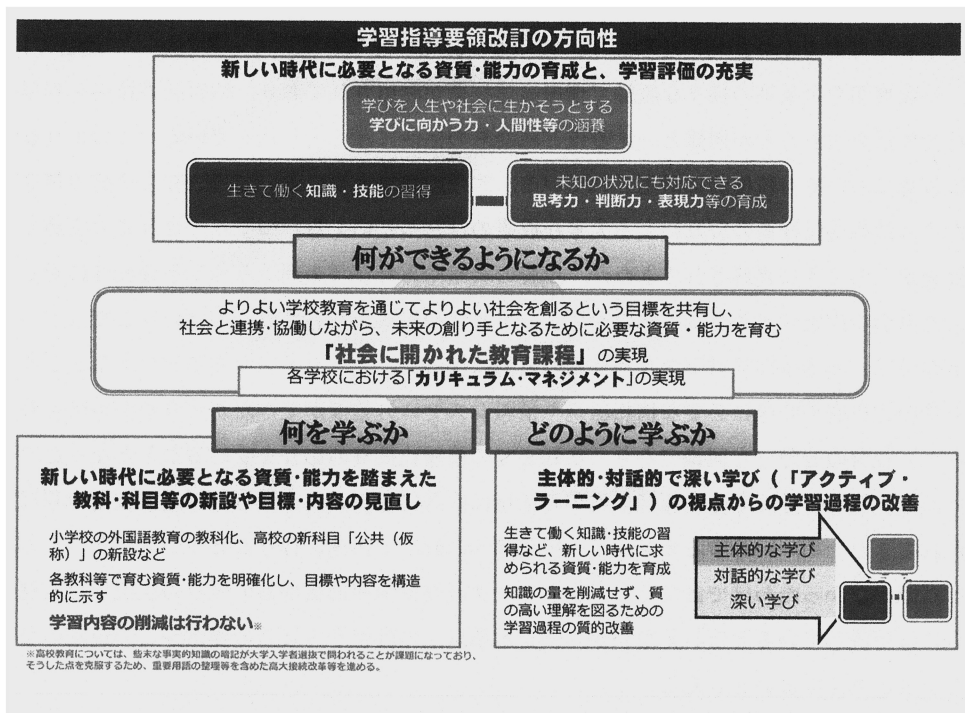 学習指導要領改訂の方向性
新しい時代に必要となる資質・能力の育成と、学習評価の充実
学びを人生や社会に生かそうとする
学びに向かう力・人間性等の涵養
生きて働く知識・技能の習得
未知の状況にも対応できる
思考力・判断力・表現力等の育成
何ができるようになるか
よりよい学校教育を通じてよりよい社会を創るという目標を共有し、
社会と連携・協働しながら、未来の創り手となるために必要な資質・能力を育む
「社会に開かれた教育課程」の実現
各学校における「カリキュラム・マネジメント」の実現
何を学ぶか
新しい時代に必要となる資質・能力を踏まえた
教科・科目等の新設や目標・内容の見直し
小学校の外国語教育の教科化、高校の新科目「公共（仮
称）」の新設など
各教科等で育む資質・能力を明確化し、目標や内容を構造
的に示す
学習内容の削減は行わない※
※高校教育については、些末な事実的知識の暗記が大学入学者選抜で問われることが課題になっており、
そうした点を克服するため、重要用語の整理等を含めた高大接続改革等を進める。
どのように学ぶか
主体的・対話的で深い学び（「アクティブ・
ラーニング」）の視点からの学習過程の改善
生きて働く知識・技能の習
得など、新しい時代に求
められる資質・能力を育成
知識の量を削減せず、質
の高い理解を図るための
学習過程の質的改善
主体的な学び
対話的な学び
深い学び